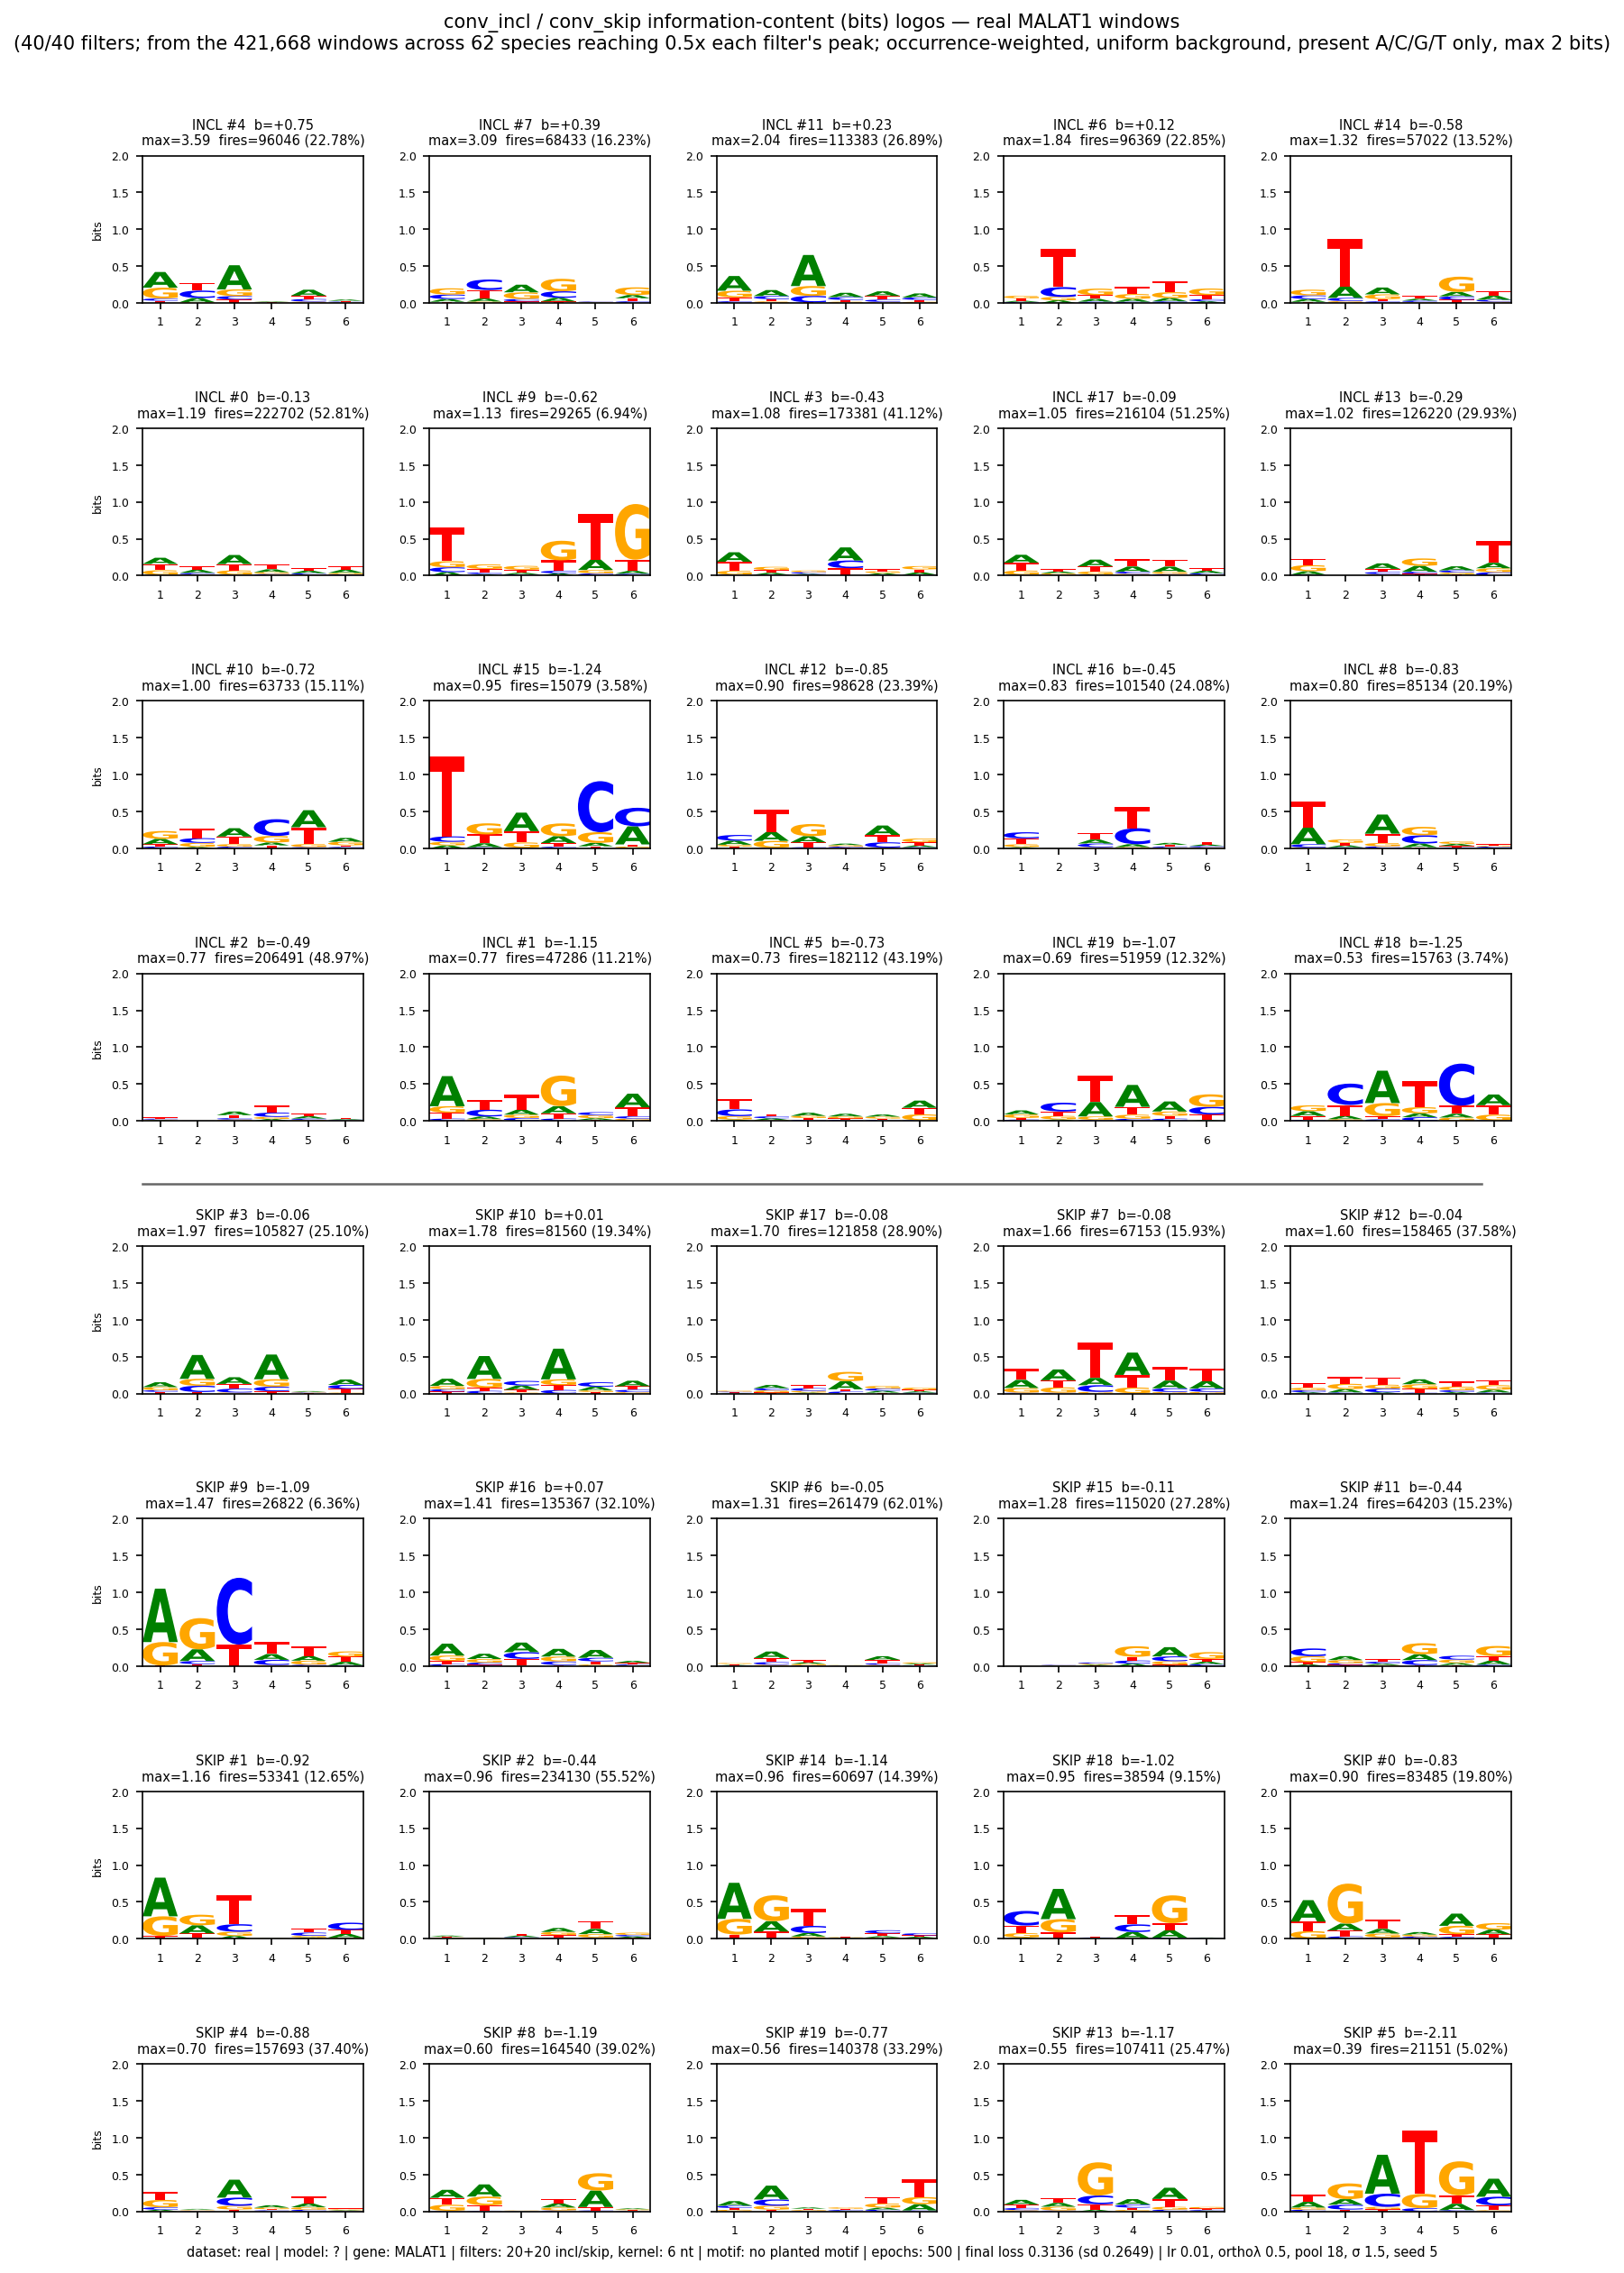 conv_incl / conv_skip information-content (bits) logos — real MALAT1 windows
(40/40 filters; from the 421,668 windows across 62 species reaching 0.5x each filter's peak; occurrence-weighted, uniform background, present A/C/G/T only, max 2 bits)
INCL #4 b=+0.75
max=3.59 fires=96046 (22.78%)
INCL #7 b=+0.39
max=3.09 fires=68433 (16.23%)
INCL #11 b=+0.23
max=2.04 fires=113383 (26.89%)
INCL #6 b=+0.12
max=1.84 fires=96369 (22.85%)
INCL #14 b=-0.58
max=1.32 fires=57022 (13.52%)
INCL #0 b=-0.13
max=1.19 fires=222702 (52.81%)
INCL #9 b=-0.62
max=1.13 fires=29265 (6.94%)
INCL #3 b=-0.43
max=1.08 fires=173381 (41.12%)
INCL #17 b=-0.09
max=1.05 fires=216104 (51.25%)
INCL #13 b=-0.29
max=1.02 fires=126220 (29.93%)
INCL #10 b=-0.72
max=1.00 fires=63733 (15.11%)
INCL #15 b=-1.24
max=0.95 fires=15079 (3.58%)
INCL #12 b=-0.85
max=0.90 fires=98628 (23.39%)
INCL #16 b=-0.45
max=0.83 fires=101540 (24.08%)
INCL #8 b=-0.83
max=0.80 fires=85134 (20.19%)
INCL #2 b=-0.49
max=0.77 fires=206491 (48.97%)
INCL #1 b=-1.15
max=0.77 fires=47286 (11.21%)
INCL #5 b=-0.73
max=0.73 fires=182112 (43.19%)
INCL #19 b=-1.07
max=0.69 fires=51959 (12.32%)
INCL #18 b=-1.25
max=0.53 fires=15763 (3.74%)
SKIP #3 b=-0.06
max=1.97 fires=105827 (25.10%)
SKIP #10 b=+0.01
max=1.78 fires=81560 (19.34%)
SKIP #17 b=-0.08
max=1.70 fires=121858 (28.90%)
SKIP #7 b=-0.08
max=1.66 fires=67153 (15.93%)
SKIP #12 b=-0.04
max=1.60 fires=158465 (37.58%)
SKIP #9 b=-1.09
max=1.47 fires=26822 (6.36%)
SKIP #16 b=+0.07
max=1.41 fires=135367 (32.10%)
SKIP #6 b=-0.05
max=1.31 fires=261479 (62.01%)
SKIP #15 b=-0.11
max=1.28 fires=115020 (27.28%)
SKIP #11 b=-0.44
max=1.24 fires=64203 (15.23%)
SKIP #1 b=-0.92
max=1.16 fires=53341 (12.65%)
SKIP #2 b=-0.44
max=0.96 fires=234130 (55.52%)
SKIP #14 b=-1.14
max=0.96 fires=60697 (14.39%)
SKIP #18 b=-1.02
max=0.95 fires=38594 (9.15%)
SKIP #0 b=-0.83
max=0.90 fires=83485 (19.80%)
SKIP #4 b=-0.88
max=0.70 fires=157693 (37.40%)
SKIP #8 b=-1.19
max=0.60 fires=164540 (39.02%)
SKIP #19 b=-0.77
max=0.56 fires=140378 (33.29%)
SKIP #13 b=-1.17
max=0.55 fires=107411 (25.47%)
SKIP #5 b=-2.11
max=0.39 fires=21151 (5.02%)
dataset: real | model: ? | gene: MALAT1 | filters: 20+20 incl/skip, kernel: 6 nt | motif: no planted motif | epochs: 500 | final loss 0.3136 (sd 0.2649) | lr 0.01, orthoλ 0.5, pool 18, σ 1.5, seed 5